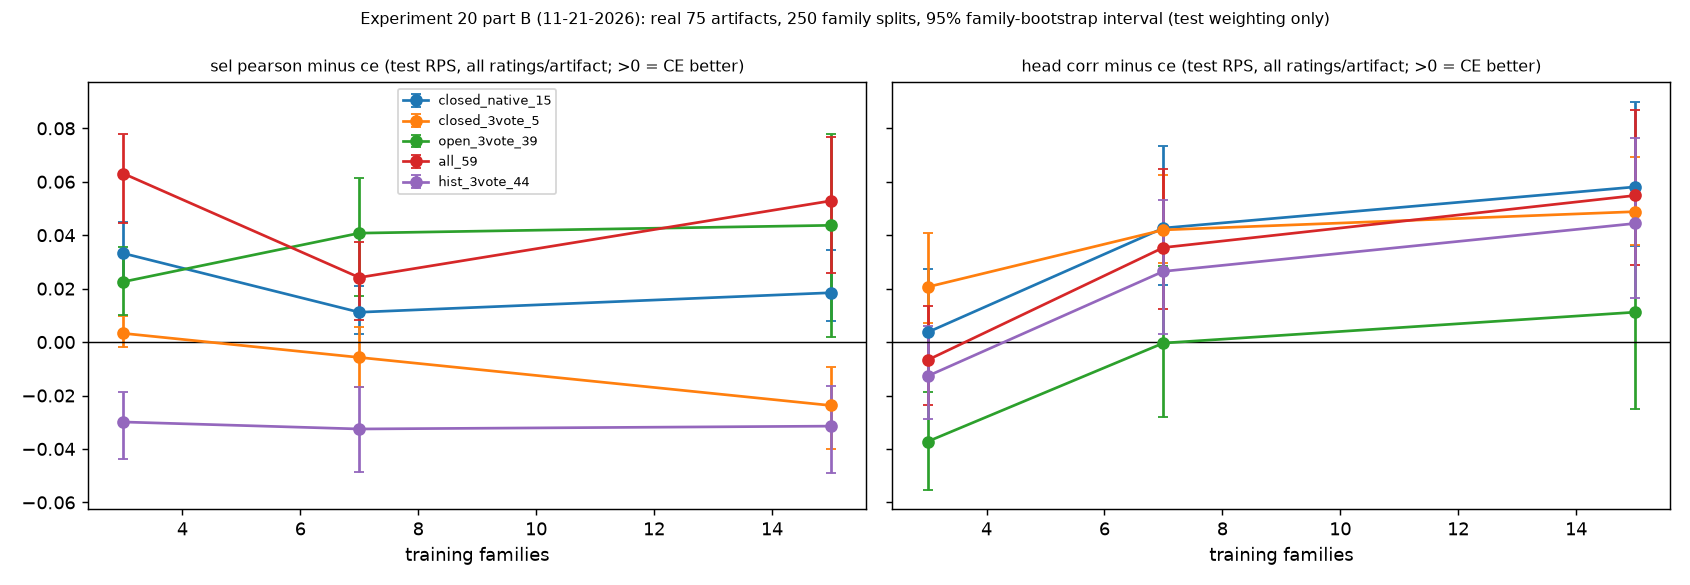 Experiment 20 part B (11-21-2026): real 75 artifacts, 250 family splits, 95% family-bootstrap interval (test weighting only)
sel pearson minus ce (test RPS, all ratings/artifact; >0 = CE better)
closed_native_15
closed_3vote_5
open_3vote_39
all_59
hist_3vote_44
0.08
0.06
0.04
0.02
0.00
−0.02
−0.04
−0.06
4
6
8
10
12
14
training families
head corr minus ce (test RPS, all ratings/artifact; >0 = CE better)
4
6
8
10
12
14
training families